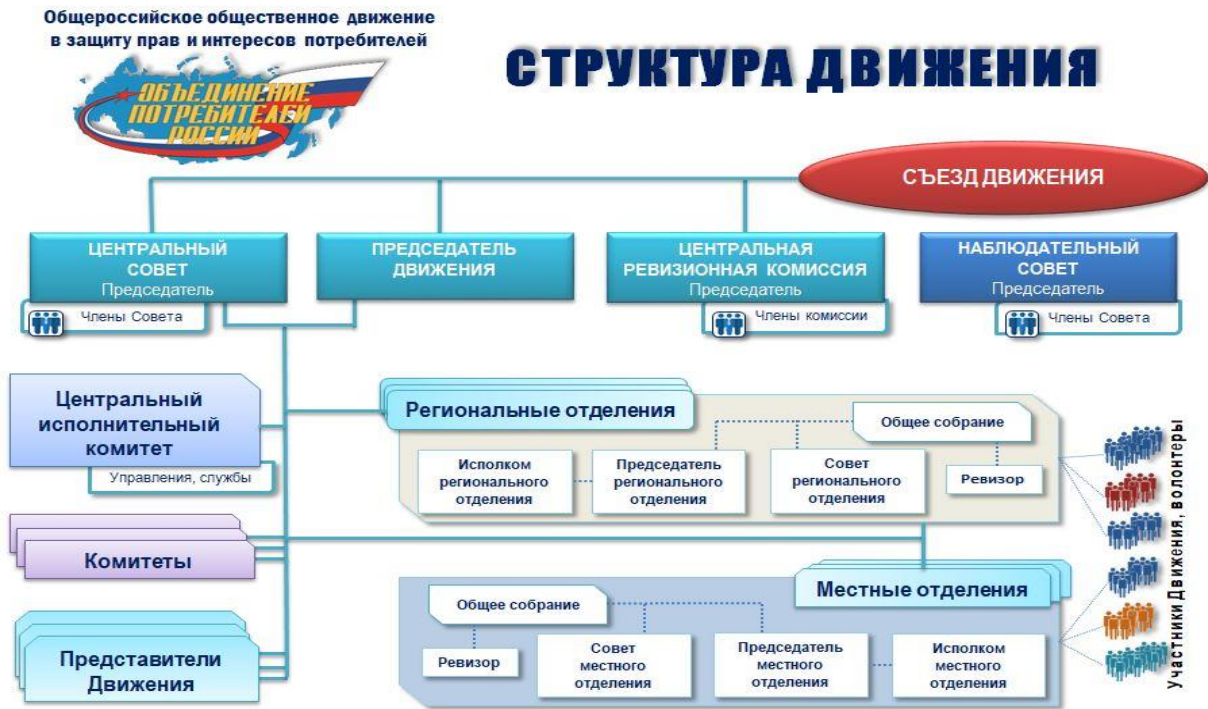 Общероссийское общественное движение
в защиту прав и интересов потребителей
ОБЪЕДИНЕНИЕ
ПОТРЕБИТЕЛЕЙ
РОССИИ
СТРУКТУРА ДВИЖЕНИЯ
СЪЕЗД ДВИЖЕНИЯ
ЦЕНТРАЛЬНЫЙ
СОВЕТ
Председатель
Члены Совета
ПРЕДСЕДАТЕЛЬ
ДВИЖЕНИЯ
ЦЕНТРАЛЬНАЯ
РЕВИЗИОННАЯ КОМИССИЯ
Председатель
Члены комиссии
НАБЛЮДАТЕЛЬНЫЙ
СОВЕТ
Председатель
Члены Совета
Центральный
исполнительный
комитет
Управления, службы
Комитеты
Представители
Движения
Региональные отделения
Общее собрание
Исполком
регионального
отделения
Председатель
регионального
отделения
Совет
регионального
отделения
Ревизор
Местные отделения
Общее собрание
Ревизор
Совет
местного
отделения
Председатель
местного
отделения
Исполком
местного
отделения
Участники Движения, волонтеры